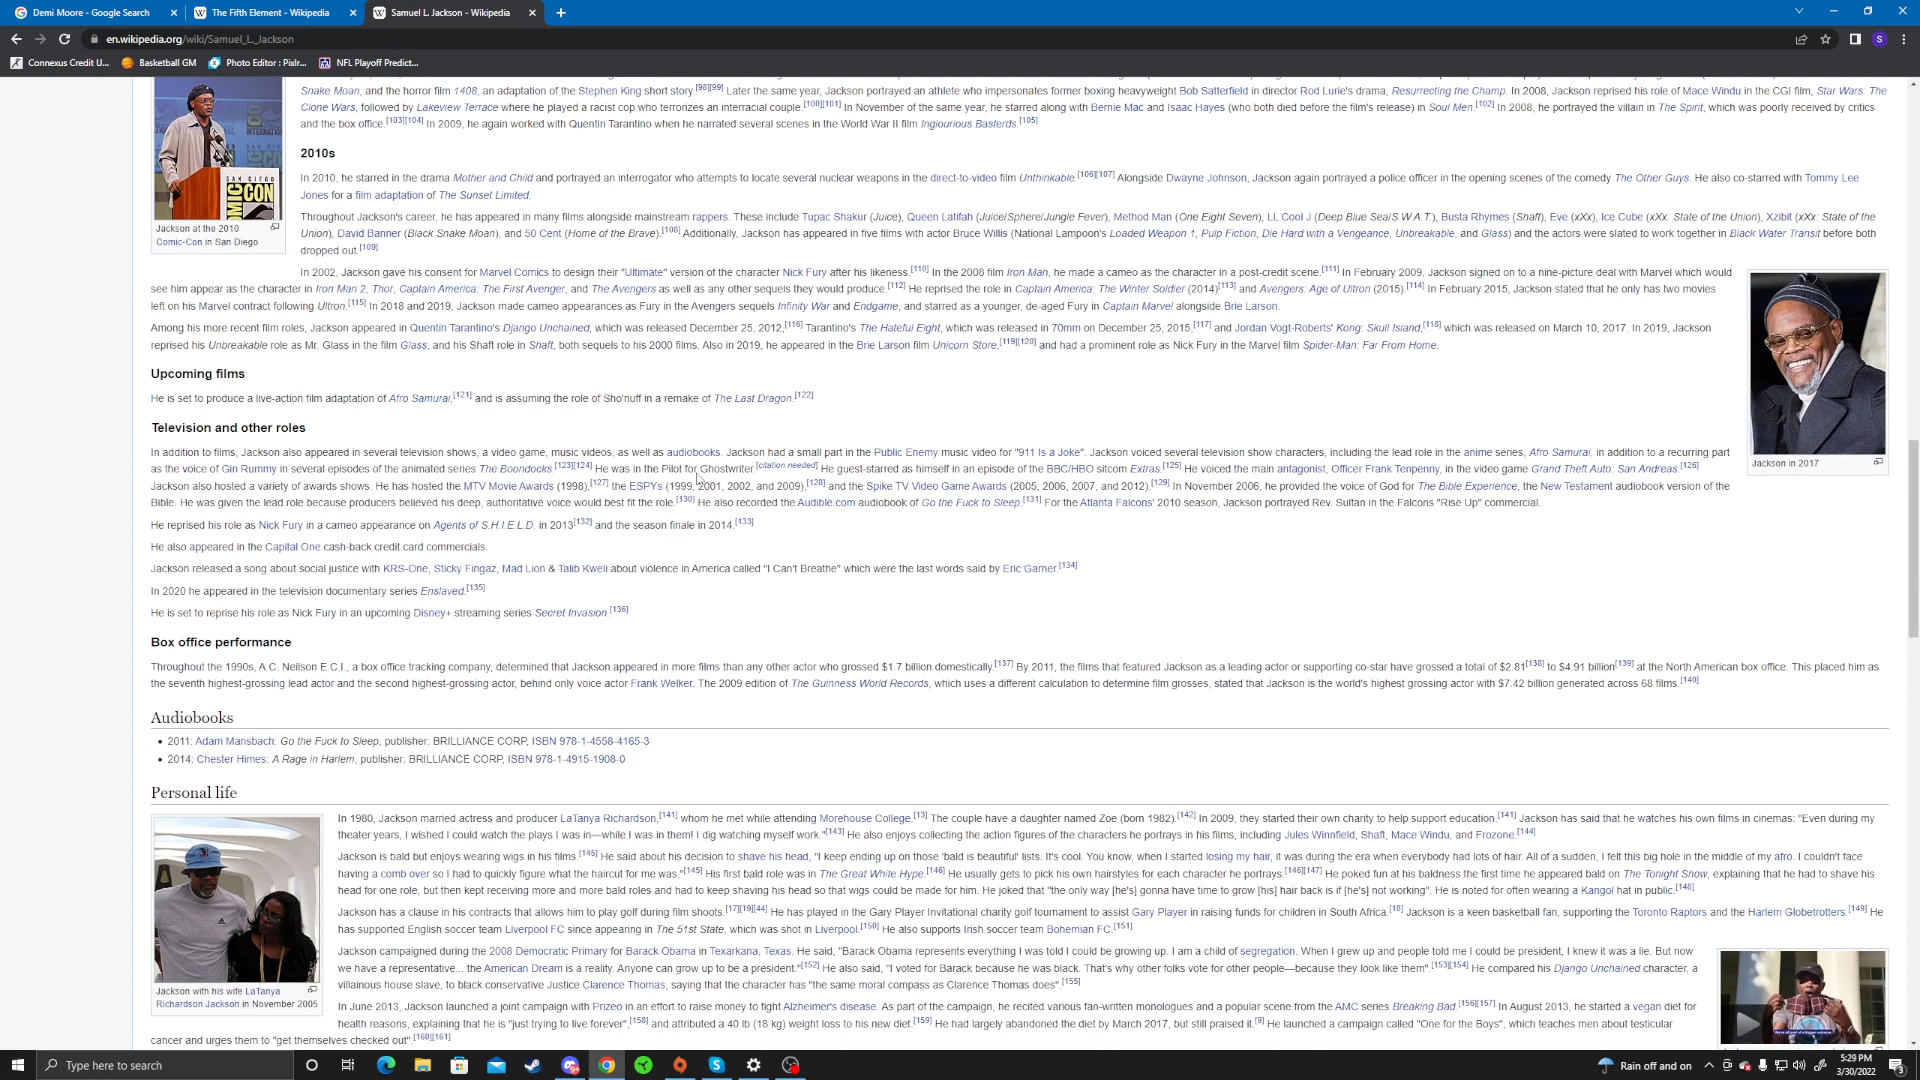 Demi Moore - Google Search
The Fifth Element - Wikipedia
Samuel L. Jackson - Wikipedia
en.wikipedia.org/wiki/Samuel_L._Jackson
S
Connexus Credit U...
Basketball GM
Photo Editor : Pixlr...
NFL Playoff Predict...
Snake Moan, and the horror film 1408, an adaptation of the Stephen King short story.[98][99] Later the same year, Jackson portrayed an athlete who impersonates former boxing heavyweight Bob Satterfield in director Rod Lurie's drama, Resurrecting the Champ. In 2008, Jackson reprised his role of Mace Windu in the CGI film, Star Wars: The
Clone Wars, followed by Lakeview Terrace where he played a racist cop who terrorizes an interracial couple.[100][101] In November of the same year, he starred along with Bernie Mac and Isaac Hayes (who both died before the film's release) in Soul Men.[102] In 2008, he portrayed the villain in The Spirit, which was poorly received by critics
and the box office.[103][104] In 2009, he again worked with Quentin Tarantino when he narrated several scenes in the World War II film Inglourious Basterds.[105]
SAN DIEGO
COMIC CON
Jackson at the 2010
Comic-Con in San Diego
2010s
In 2010, he starred in the drama Mother and Child and portrayed an interrogator who attempts to locate several nuclear weapons in the direct-to-video film Unthinkable.[106][107] Alongside Dwayne Johnson, Jackson again portrayed a police officer in the opening scenes of the comedy The Other Guys. He also co-starred with Tommy Lee
Jones for a film adaptation of The Sunset Limited.
Throughout Jackson's career, he has appeared in many films alongside mainstream rappers. These include Tupac Shakur (Juice), Queen Latifah (Juice/Sphere/Jungle Fever), Method Man (One Eight Seven), LL Cool J (Deep Blue Sea/S.W.A.T.), Busta Rhymes (Shaft), Eve (xXx), Ice Cube (xXx: State of the Union), Xzibit (xXx: State of the
Union), David Banner (Black Snake Moan), and 50 Cent (Home of the Brave).[108] Additionally, Jackson has appeared in five films with actor Bruce Willis (National Lampoon's Loaded Weapon 1, Pulp Fiction, Die Hard with a Vengeance, Unbreakable, and Glass) and the actors were slated to work together in Black Water Transit before both
dropped out.[109]
In 2002, Jackson gave his consent for Marvel Comics to design their "Ultimate" version of the character Nick Fury after his likeness.[110] In the 2008 film Iron Man, he made a cameo as the character in a post-credit scene.[111] In February 2009, Jackson signed on to a nine-picture deal with Marvel which would
see him appear as the character in Iron Man 2, Thor, Captain America: The First Avenger, and The Avengers as well as any other sequels they would produce.[112] He reprised the role in Captain America: The Winter Soldier (2014)[113] and Avengers: Age of Ultron (2015).[114] In February 2015, Jackson stated that he only has two movies
left on his Marvel contract following Ultron.[115] In 2018 and 2019, Jackson made cameo appearances as Fury in the Avengers sequels Infinity War and Endgame, and starred as a younger, de-aged Fury in Captain Marvel alongside Brie Larson.
Among his more recent film roles, Jackson appeared in Quentin Tarantino's Django Unchained, which was released December 25, 2012,[116] Tarantino's The Hateful Eight, which was released in 70mm on December 25, 2015,[117] and Jordan Vogt-Roberts' Kong: Skull Island,[118] which was released on March 10, 2017. In 2019, Jackson
reprised his Unbreakable role as Mr. Glass in the film Glass, and his Shaft role in Shaft, both sequels to his 2000 films. Also in 2019, he appeared in the Brie Larson film Unicorn Store,[119][120] and had a prominent role as Nick Fury in the Marvel film Spider-Man: Far From Home.
Jackson in 2017
Upcoming films
He is set to produce a live-action film adaptation of Afro Samurai,[121] and is assuming the role of Sho'nuff in a remake of The Last Dragon.[122]
Television and other roles
In addition to films, Jackson also appeared in several television shows, a video game, music videos, as well as audiobooks. Jackson had a small part in the Public Enemy music video for "911 Is a Joke". Jackson voiced several television show characters, including the lead role in the anime series, Afro Samurai, in addition to a recurring part
as the voice of Gin Rummy in several episodes of the animated series The Boondocks.[123][124] He was in the Pilot for Ghostwriter.[citation needed] He guest-starred as himself in an episode of the BBC/HBO sitcom Extras.[125] He voiced the main antagonist, Officer Frank Tenpenny, in the video game Grand Theft Auto: San Andreas.[126]
Jackson also hosted a variety of awards shows. He has hosted the MTV Movie Awards (1998),[127] the ESPYs (1999, 2001, 2002, and 2009),[128] and the Spike TV Video Game Awards (2005, 2006, 2007, and 2012).[129] In November 2006, he provided the voice of God for The Bible Experience, the New Testament audiobook version of the
Bible. He was given the lead role because producers believed his deep, authoritative voice would best fit the role.[130] He also recorded the Audible.com audiobook of Go the Fuck to Sleep.[131] For the Atlanta Falcons' 2010 season, Jackson portrayed Rev. Sultan in the Falcons "Rise Up" commercial.
He reprised his role as Nick Fury in a cameo appearance on Agents of S.H.I.E.L.D. in 2013[132] and the season finale in 2014.[133]
He also appeared in the Capital One cash-back credit card commercials.
Jackson released a song about social justice with KRS-One, Sticky Fingaz, Mad Lion & Talib Kweli about violence in America called "I Can't Breathe" which were the last words said by Eric Garner.[134]
In 2020 he appeared in the television documentary series Enslaved.[135]
He is set to reprise his role as Nick Fury in an upcoming Disney+ streaming series Secret Invasion.[136]
Box office performance
Throughout the 1990s, A.C. Neilson E.C.I., a box office tracking company, determined that Jackson appeared in more films than any other actor who grossed $1.7 billion domestically.[137] By 2011, the films that featured Jackson as a leading actor or supporting co-star have grossed a total of $2.81[138] to $4.91 billion[139] at the North American box office. This placed him as
the seventh highest-grossing lead actor and the second highest-grossing actor, behind only voice actor Frank Welker. The 2009 edition of The Guinness World Records, which uses a different calculation to determine film grosses, stated that Jackson is the world's highest grossing actor with $7.42 billion generated across 68 films.[140]
Audiobooks
• 2011: Adam Mansbach: Go the Fuck to Sleep, publisher: BRILLIANCE CORP, ISBN 978-1-4558-4165-3
• 2014: Chester Himes: A Rage in Harlem, publisher: BRILLIANCE CORP, ISBN 978-1-4915-1908-0
Personal life
In 1980, Jackson married actress and producer LaTanya Richardson,[141] whom he met while attending Morehouse College.[13] The couple have a daughter named Zoe (born 1982).[142] In 2009, they started their own charity to help support education.[141] Jackson has said that he watches his own films in cinemas: "Even during my
theater years, I wished I could watch the plays I was in—while I was in them! I dig watching myself work."[143] He also enjoys collecting the action figures of the characters he portrays in his films, including Jules Winnfield, Shaft, Mace Windu, and Frozone.[144]
Jackson is bald but enjoys wearing wigs in his films.[145] He said about his decision to shave his head, "I keep ending up on those 'bald is beautiful' lists. It's cool. You know, when I started losing my hair, it was during the era when everybody had lots of hair. All of a sudden, I felt this big hole in the middle of my afro. I couldn't face
having a comb over so I had to quickly figure what the haircut for me was."[145] His first bald role was in The Great White Hype.[146] He usually gets to pick his own hairstyles for each character he portrays.[146][147] He poked fun at his baldness the first time he appeared bald on The Tonight Show, explaining that he had to shave his
head for one role, but then kept receiving more and more bald roles and had to keep shaving his head so that wigs could be made for him. He joked that "the only way [he's] gonna have time to grow [his] hair back is if [he's] not working". He is noted for often wearing a Kangol hat in public.[148]
Jackson has a clause in his contracts that allows him to play golf during film shoots.[17][19][44] He has played in the Gary Player Invitational charity golf tournament to assist Gary Player in raising funds for children in South Africa.[18] Jackson is a keen basketball fan, supporting the Toronto Raptors and the Harlem Globetrotters.[149] He
has supported English soccer team Liverpool FC since appearing in The 51st State, which was shot in Liverpool.[150] He also supports Irish soccer team Bohemian FC.[151]
Jackson with his wife LaTanya
Richardson Jackson in November 2005
Jackson campaigned during the 2008 Democratic Primary for Barack Obama in Texarkana, Texas. He said, "Barack Obama represents everything I was told I could be growing up. I am a child of segregation. When I grew up and people told me I could be president, I knew it was a lie. But now
we have a representative... the American Dream is a reality. Anyone can grow up to be a president."[152] He also said, "I voted for Barack because he was black. That's why other folks vote for other people—because they look like them".[153][154] He compared his Django Unchained character, a
villainous house slave, to black conservative Justice Clarence Thomas, saying that the character has "the same moral compass as Clarence Thomas does" [155]
In June 2013, Jackson launched a joint campaign with Prizeo in an effort to raise money to fight Alzheimer's disease. As part of the campaign, he recited various fan-written monologues and a popular scene from the AMC series Breaking Bad.[156][157] In August 2013, he started a vegan diet for
health reasons, explaining that he is "just trying to live forever",[158] and attributed a 40 lb (18 kg) weight loss to his new diet.[159] He had largely abandoned the diet by March 2017, but still praised it.[9] He launched a campaign called "One for the Boys", which teaches men about testicular
cancer and urges them to "get themselves checked out".[160][161]
Type here to search
Rain off and on
5:29 PM
3/30/2022
3